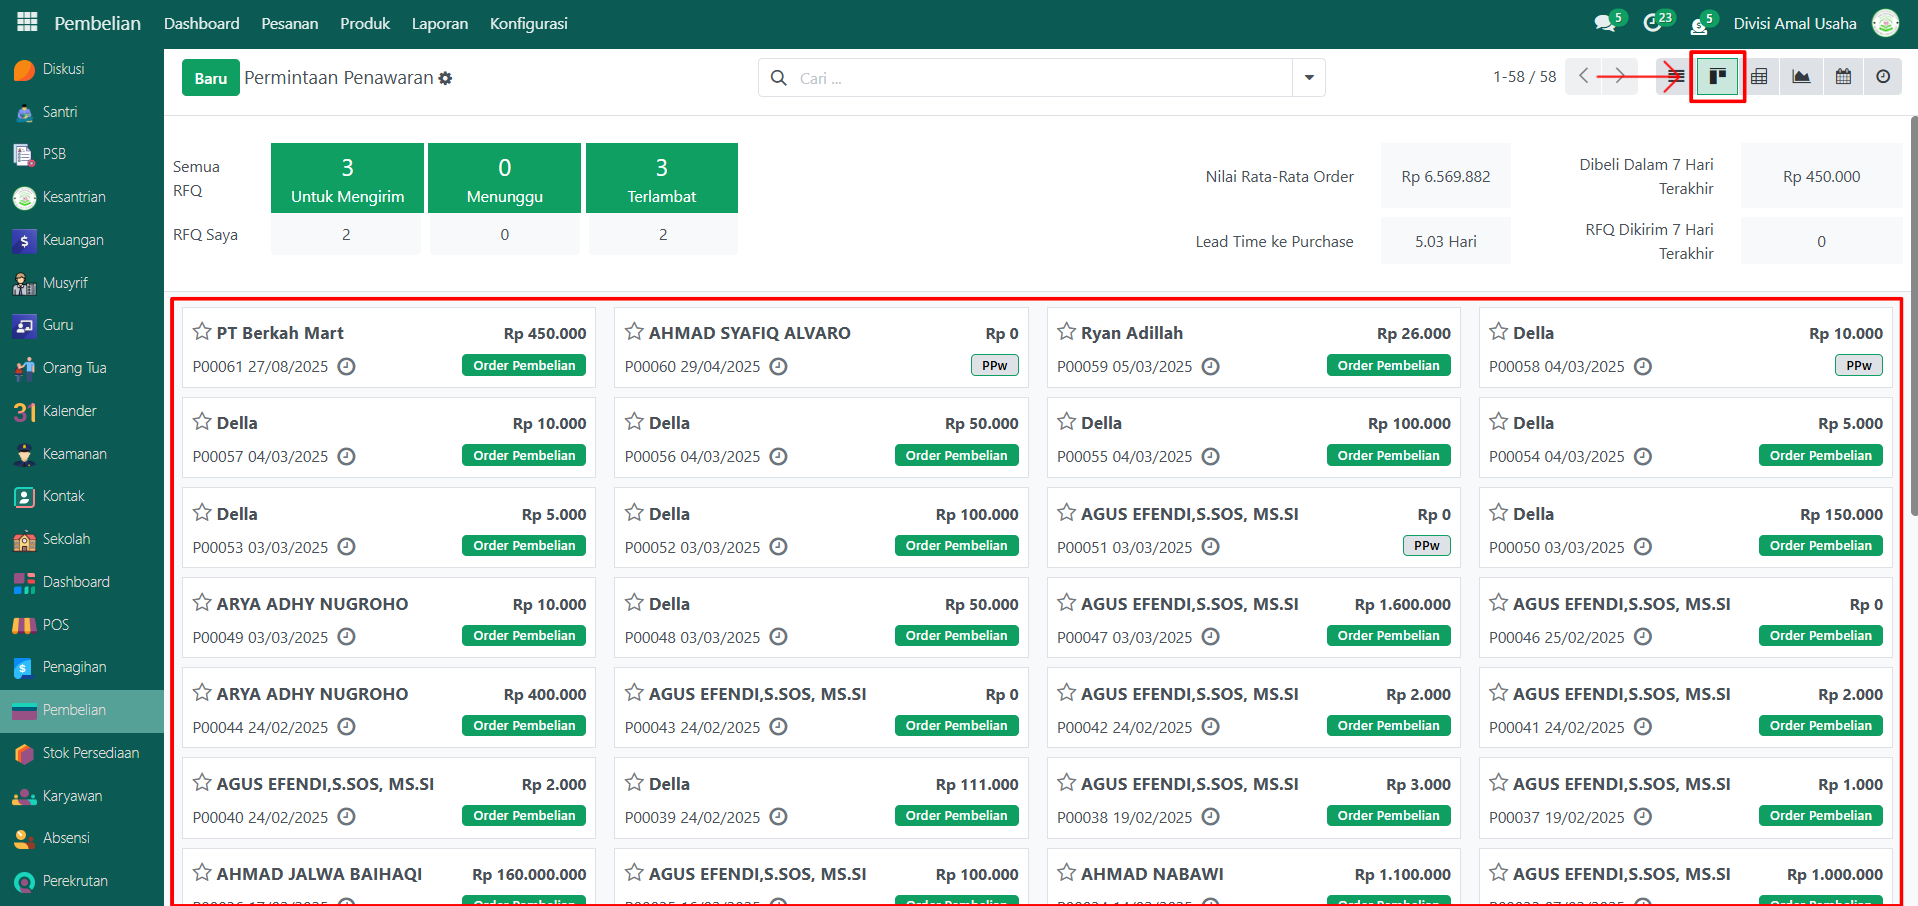 Pembelian Dashboard Pesanan Produk Laporan Konfigurasi 5 23 5 Divisi Amal Usaha
Diskusi
Santri
PSB
Kesantrian
Keuangan
Musyrif
Guru
Orang Tua
Kalender
Keamanan
Kontak
Sekolah
Dashboard
POS
Penagihan
Pembelian
Stok Persediaan
Karyawan
Absensi
Perekrutan
Baru Permintaan Penawaran Cari ... 1-58 / 58
Semua RFQ
3 Untuk Mengirim
0 Menunggu
3 Terlambat
RFQ Saya 2 0 2
Nilai Rata-Rata Order Rp 6.569.882
Dibeli Dalam 7 Hari Terakhir Rp 450.000
Lead Time ke Purchase 5.03 Hari
RFQ Dikirim 7 Hari Terakhir 0
PT Berkah Mart Rp 450.000
P00061 27/08/2025 Order Pembelian
AHMAD SYAFIQ ALVARO Rp 0
P00060 29/04/2025 PPw
Ryan Adillah Rp 26.000
P00059 05/03/2025 Order Pembelian
Della Rp 10.000
P00058 04/03/2025 PPw
Della Rp 10.000
P00057 04/03/2025 Order Pembelian
Della Rp 50.000
P00056 04/03/2025 Order Pembelian
Della Rp 100.000
P00055 04/03/2025 Order Pembelian
Della Rp 5.000
P00054 04/03/2025 Order Pembelian
Della Rp 5.000
P00053 03/03/2025 Order Pembelian
Della Rp 100.000
P00052 03/03/2025 Order Pembelian
AGUS EFENDI,S.SOS, MS.SI Rp 0
P00051 03/03/2025 PPw
Della Rp 150.000
P00050 03/03/2025 Order Pembelian
ARYA ADHY NUGROHO Rp 10.000
P00049 03/03/2025 Order Pembelian
Della Rp 50.000
P00048 03/03/2025 Order Pembelian
AGUS EFENDI,S.SOS, MS.SI Rp 1.600.000
P00047 03/03/2025 Order Pembelian
AGUS EFENDI,S.SOS, MS.SI Rp 0
P00046 25/02/2025 Order Pembelian
ARYA ADHY NUGROHO Rp 400.000
P00044 24/02/2025 Order Pembelian
AGUS EFENDI,S.SOS, MS.SI Rp 0
P00043 24/02/2025 Order Pembelian
AGUS EFENDI,S.SOS, MS.SI Rp 2.000
P00042 24/02/2025 Order Pembelian
AGUS EFENDI,S.SOS, MS.SI Rp 2.000
P00041 24/02/2025 Order Pembelian
AGUS EFENDI,S.SOS, MS.SI Rp 2.000
P00040 24/02/2025 Order Pembelian
Della Rp 111.000
P00039 24/02/2025 Order Pembelian
AGUS EFENDI,S.SOS, MS.SI Rp 3.000
P00038 19/02/2025 Order Pembelian
AGUS EFENDI,S.SOS, MS.SI Rp 1.000
P00037 19/02/2025 Order Pembelian
AHMAD JALWA BAIHAQI Rp 160.000.000
AGUS EFENDI,S.SOS, MS.SI Rp 100.000
AHMAD NABAWI Rp 1.100.000
AGUS EFENDI,S.SOS, MS.SI Rp 1.000.000